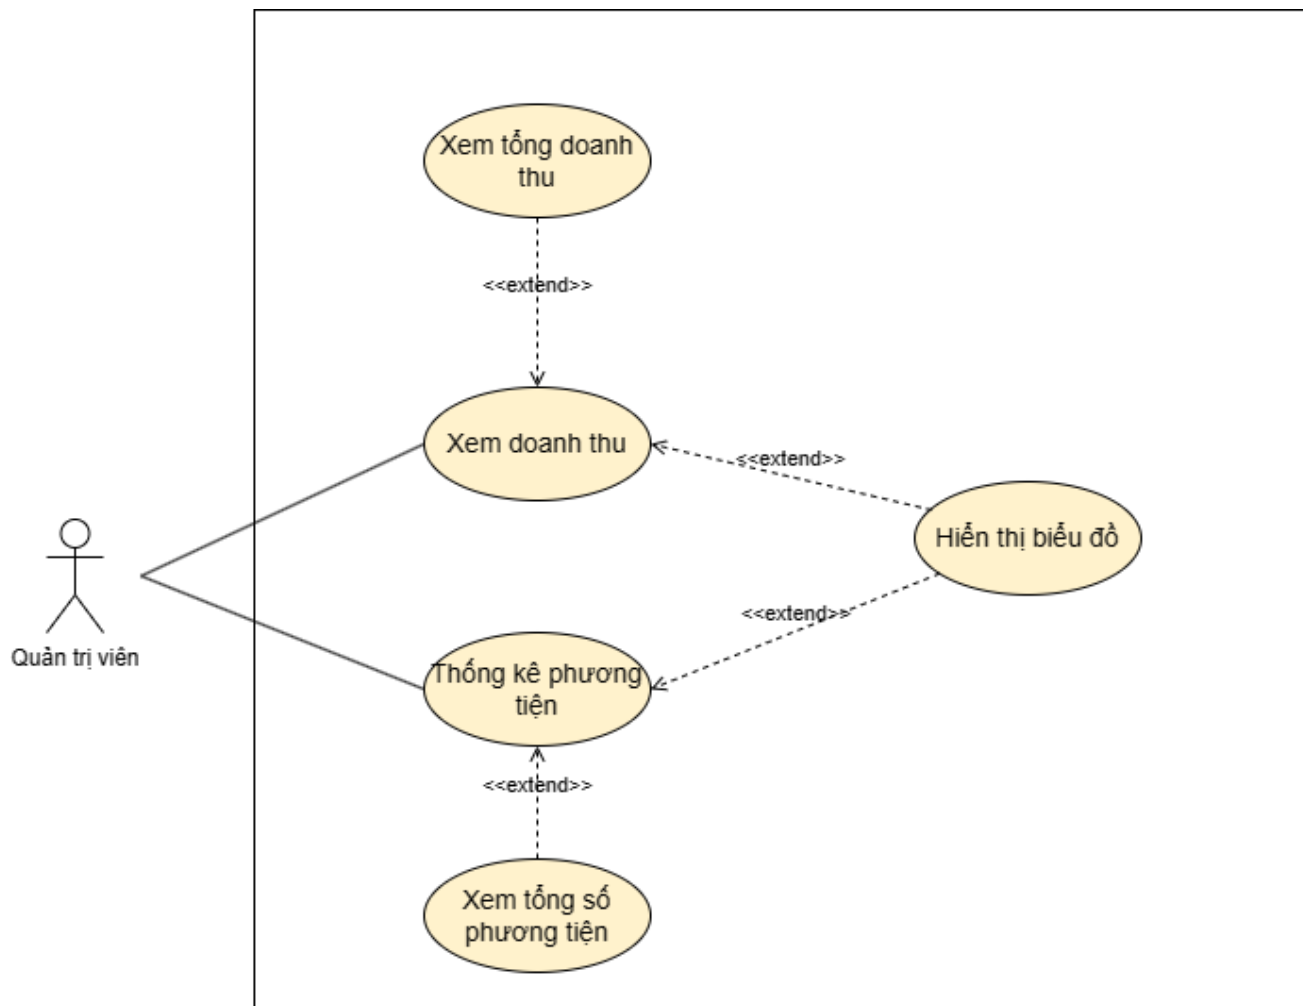 Xem tổng doanh
thu
<<extend>>
Xem doanh thu
<<extend>>
Hiển thị biểu đồ
<<extend>>
Quản trị viên
Thống kê phương
tiện
<<extend>>
Xem tổng số
phương tiện